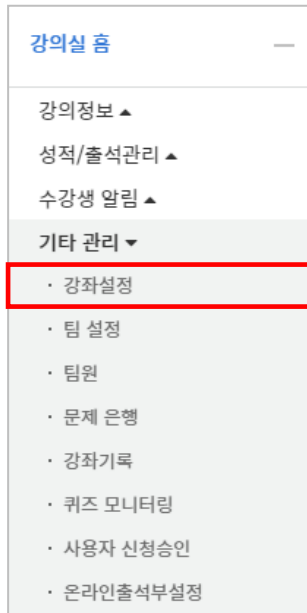 강의실 홈
강의정보 ▲
성적/출석관리 ▲
수강생 알림 ▲
기타 관리 ▼
· 강좌설정
· 팀 설정
· 팀원
· 문제 은행
· 강좌기록
· 퀴즈 모니터링
· 사용자 신청승인
· 온라인출석부설정